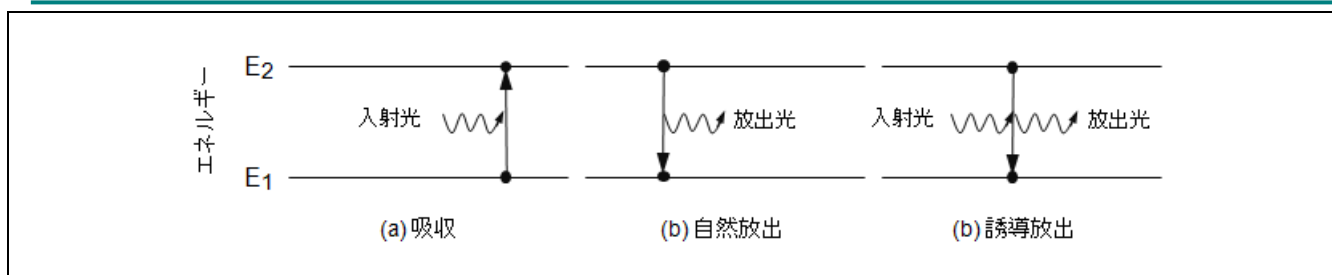 エネルギー
E2
入射光
放出光
入射光
放出光
E1
(a) 吸収
(b) 自然放出
(b) 誘導放出